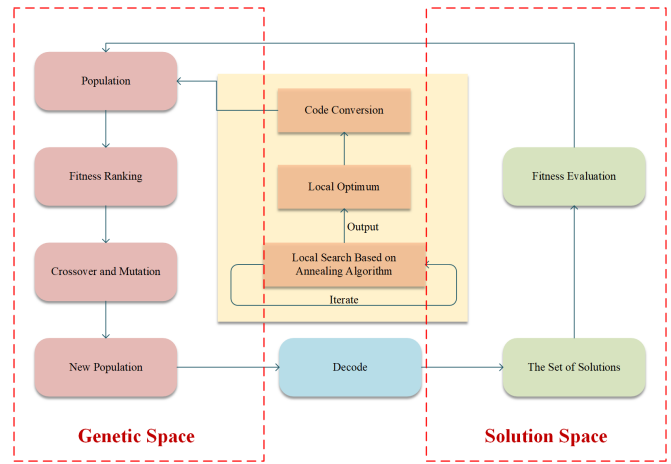 Population
Code Conversion
Fitness Ranking
Local Optimum
Fitness Evaluation
Output
Crossover and Mutation
Local Search Based on
Annealing Algorithm
Iterate
New Population
Decode
The Set of Solutions
Genetic Space
Solution Space